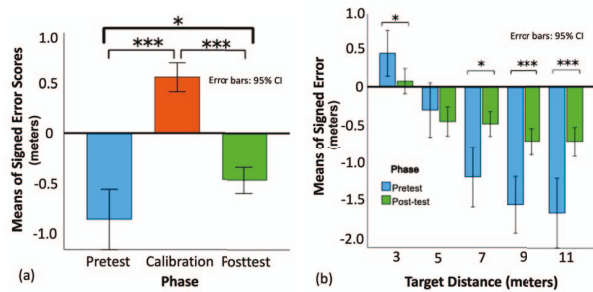 (a)
Means of Signed Error Scores
(meters)
1.0
0.5
0
-0.5
-1.0
*
***
***
Error bars: 95% CI
Pretest
Calibration
Posttest
Phase
(b)
Means of Signed Error
(meters)
1.0
0.5
0
-0.5
-1.0
-1.5
-2.0
*
*
***
***
Error bars: 95% CI
Phase
Pretest
Post-test
3
5
7
9
11
Target Distance (meters)